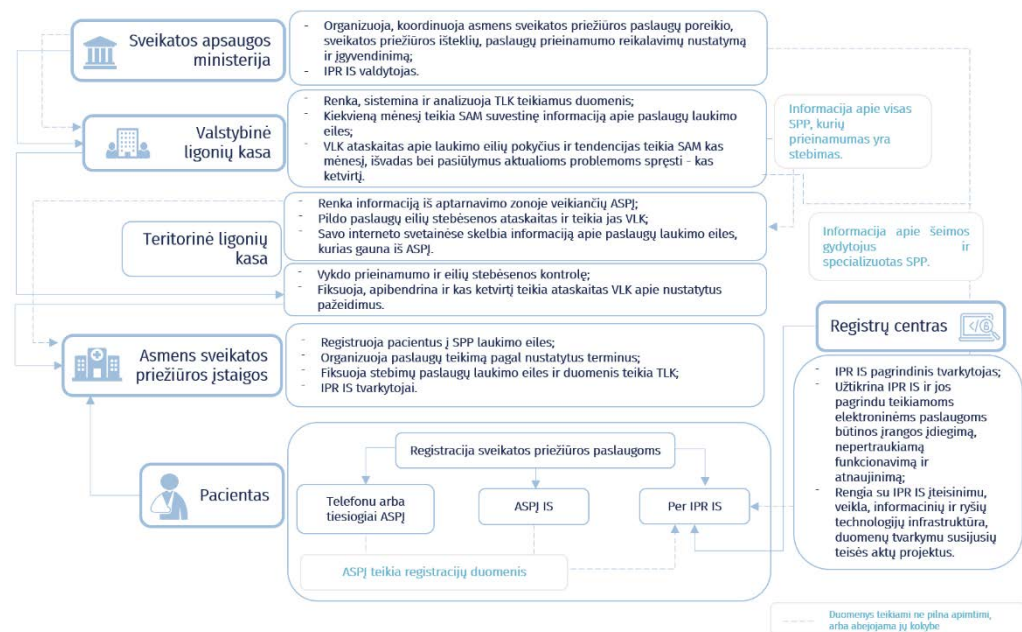 Sveikatos apsaugos
ministerija
- Organizuoja, koordinuoja asmens sveikatos priežiūros paslaugų poreikio,
sveikatos priežiūros išteklių, paslaugų prieinamumo reikalavimų nustatymą
ir įgyvendinimą;
- IPR IS valdytojas.
Valstybinė
ligonių kasa
- Renka, sistemina ir analizuoja TLK teikiamus duomenis;
- Kiekvieną mėnesį teikia SAM suvestinę informaciją apie paslaugų laukimo
eiles;
- VLK ataskaitas apie laukimo eilių pokyčius ir tendencijas teikia SAM kas
mėnesį, išvadas bei pasiūlymus aktualioms problemoms spręsti - kas
ketvirtį.
Informacija apie visas
SPP, kurių
prieinamumas yra
stebimas.
Teritorinė ligonių
kasa
- Renka informaciją iš aptarnavimo zonoje veikiančių ASPĮ;
- Pildo paslaugų eilių stebėsenos ataskaitas ir teikia jas VLK;
- Savo interneto svetainėse skelbia informaciją apie paslaugų laukimo eiles,
kurias gauna iš ASPĮ.
Informacija apie šeimos
gydytojus ir
specializuotas SPP.
- Vykdo prieinamumo ir eilių stebėsenos kontrolę;
- Fiksuoja, apibendrina ir kas ketvirtį teikia ataskaitas VLK apie nustatytus
pažeidimus.
Asmens sveikatos
priežiūros įstaigos
- Registruoja pacientus į SPP laukimo eiles;
- Organizuoja paslaugų teikimą pagal nustatytus terminus;
- Fiksuoja stebimų paslaugų laukimo eiles ir duomenis teikia TLK;
- IPR IS tvarkytojai.
Registrų centras
- IPR IS pagrindinis tvarkytojas;
- Užtikrina IPR IS ir jos
pagrindu teikiamoms
elektroninėms paslaugoms
būtinos įrangos įdiegimą,
nepertraukiamą
funkcionavimą ir
atnaujinimą;
- Rengia su IPR IS įteisinimu,
veikla, informacinių ir ryšių
technologijų infrastruktūra,
duomenų tvarkymu susijusių
teisės aktų projektus.
Pacientas
Registracija sveikatos priežiūros paslaugoms
Telefonu arba
tiesiogiai ASPĮ
ASPĮ IS
Per IPR IS
ASPĮ teikia registracijų duomenis
Duomenys teikiami ne pilna apimtimi,
arba abejojama jų kokybe